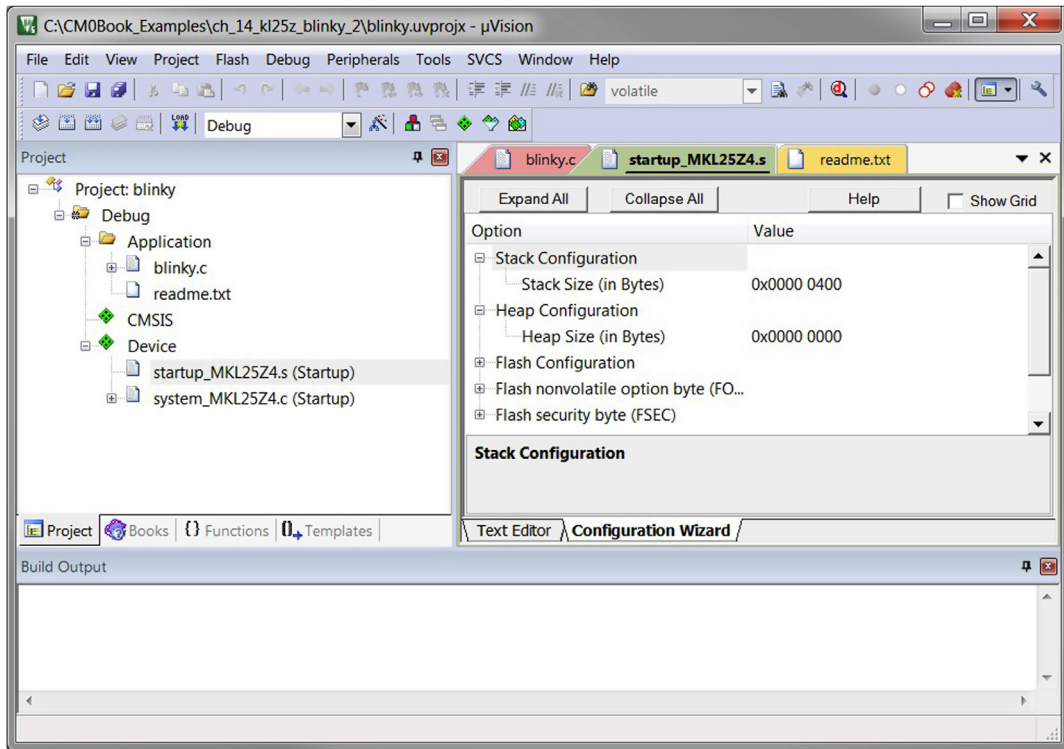 C:\CM0Book_Examples\ch_14_kl25z_blinky_2\blinky.uvprojx - µVision
File Edit View Project Flash Debug Peripherals Tools SVCS Window Help
volatile
LOAD Debug
Project
Project: blinky
Debug
Application
blinky.c
readme.txt
CMSIS
Device
startup_MKL25Z4.s (Startup)
system_MKL25Z4.c (Startup)
Project Books {} Functions Templates
blinky.c startup_MKL25Z4.s readme.txt
Expand All Collapse All Help Show Grid
Option Value
Stack Configuration
Stack Size (in Bytes) 0x0000 0400
Heap Configuration
Heap Size (in Bytes) 0x0000 0000
Flash Configuration
Flash nonvolatile option byte (FO...
Flash security byte (FSEC)
Stack Configuration
Text Editor Configuration Wizard
Build Output